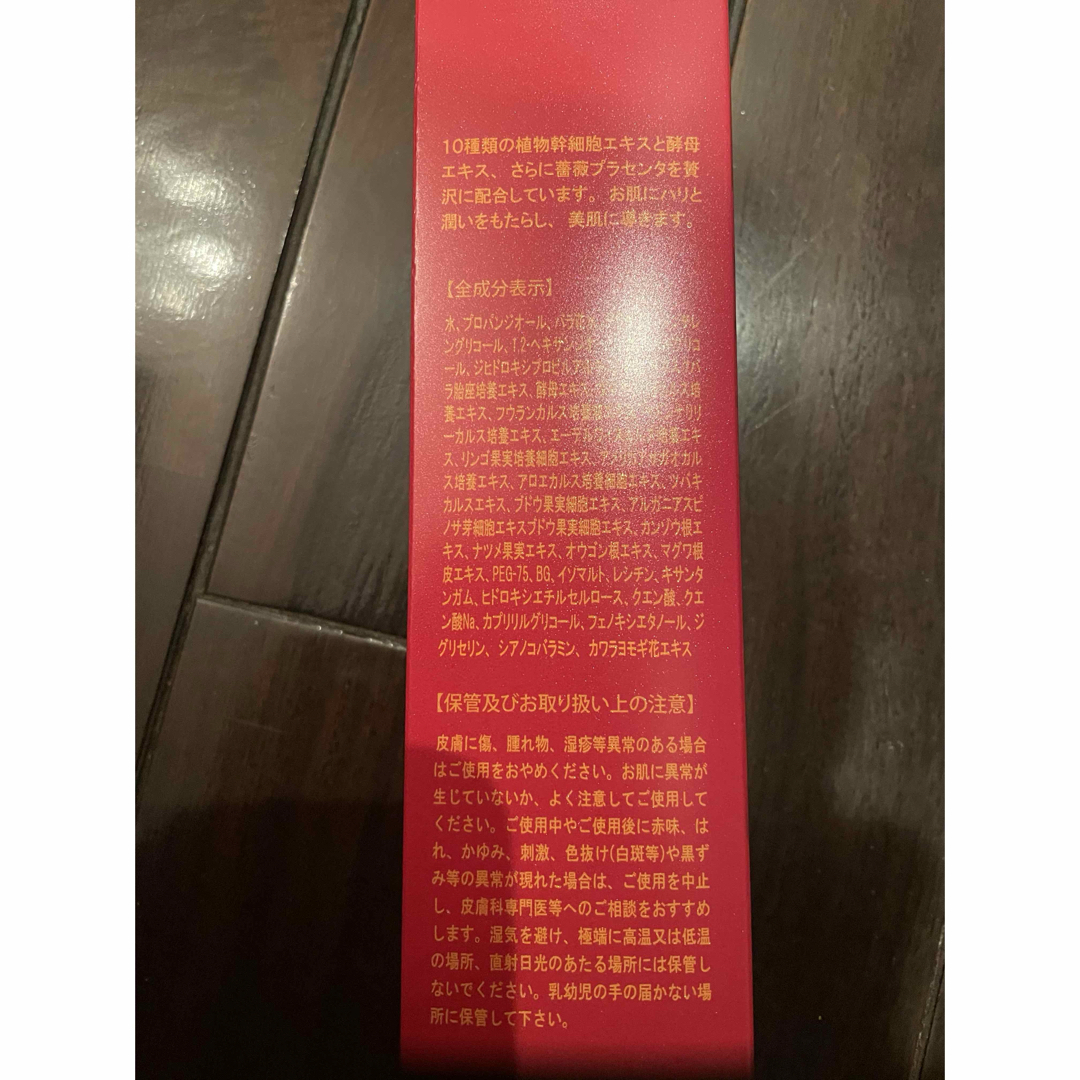 10種類の植物幹細胞エキスと酵母
エキス、さらに薔薇プラセンタを贅
沢に配合しています。お肌にハリと
潤いをもたらし、美肌に導きます。
【全成分表示】
水、プロパンジオール、バラ花
ングリコール、1,2-ヘキサン
ール、ジヒドロキシプロピルア
ラ胎座培養エキス、酵母エキス
養エキス、フウランカルス培養
ーカルス培養エキス、エーデル 培養エキ
ス、リンゴ果実培養細胞エキス、アメリカアサガオカル
ス培養エキス、アロエカルス培養細胞エキス、ツバキ
カルスエキス、ブドウ果実細胞エキス、アルガニアスピ
ノサ芽細胞エキスブドウ果実細胞エキス、カンゾウ根エ
キス、ナツメ果実エキス、オウゴン根エキス、マグワ根
皮エキス、PEG-75、BG、イソマルト、レシチン、キサンタ
ンガム、ヒドロキシエチルセルロース、クエン酸、クエ
ン酸Na、カプリリルグリコール、フェノキシエタノール、ジ
グリセリン、シアノコバラミン、カワラヨモギ花エキス
【保管及びお取り扱い上の注意】
皮膚に傷、腫れ物、湿疹等異常のある場合
はご使用をおやめください。お肌に異常が
生じていないか、よく注意してご使用して
ください。ご使用中やご使用後に赤味、は
れ、かゆみ、刺激、色抜け(白斑等)や黒ず
み等の異常が現れた場合は、ご使用を中止
し、皮膚科専門医等へのご相談をおすすめ
します。湿気を避け、極端に高温又は低温
の場所、直射日光のあたる場所には保管し
ないでください。乳幼児の手の届かない場
所に保管して下さい。